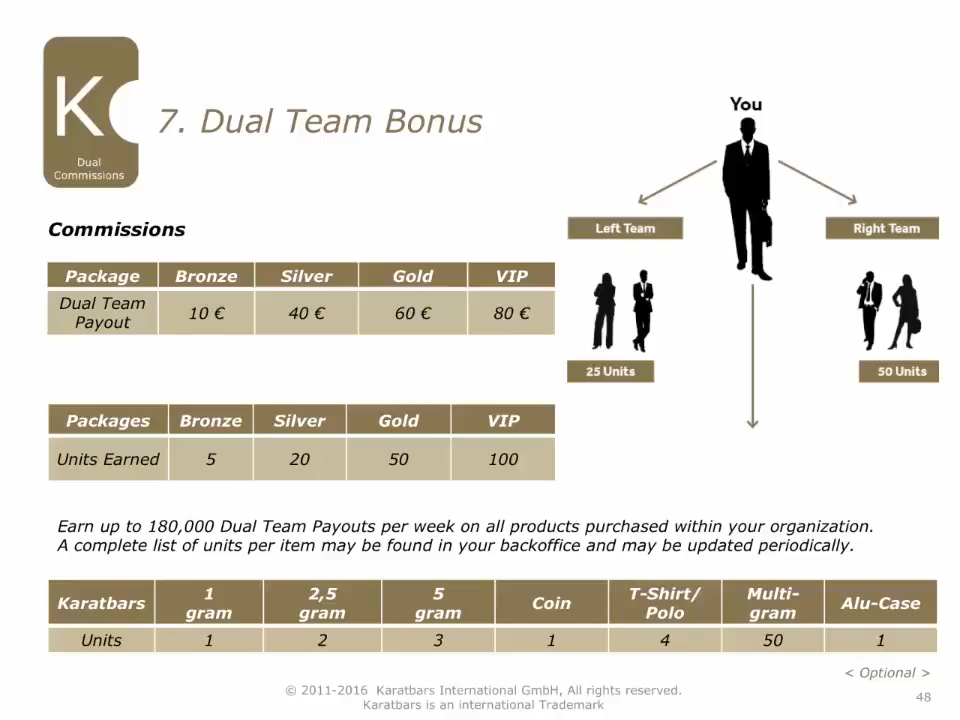 K
Dual
Commissions
7. Dual Team Bonus
You
Left Team
Right Team
25 Units
50 Units
Commissions
Package Bronze Silver Gold VIP
Dual Team
Payout
10 € 40 € 60 € 80 €
Packages Bronze Silver Gold VIP
Units Earned 5 20 50 100
Earn up to 180,000 Dual Team Payouts per week on all products purchased within your organization.
A complete list of units per item may be found in your backoffice and may be updated periodically.
Karatbars 1 gram 2,5 gram 5 gram Coin T-Shirt/ Polo Multi- gram Alu-Case
Units 1 2 3 1 4 50 1
< Optional >
© 2011-2016 Karatbars International GmbH, All rights reserved.
Karatbars is an international Trademark
48